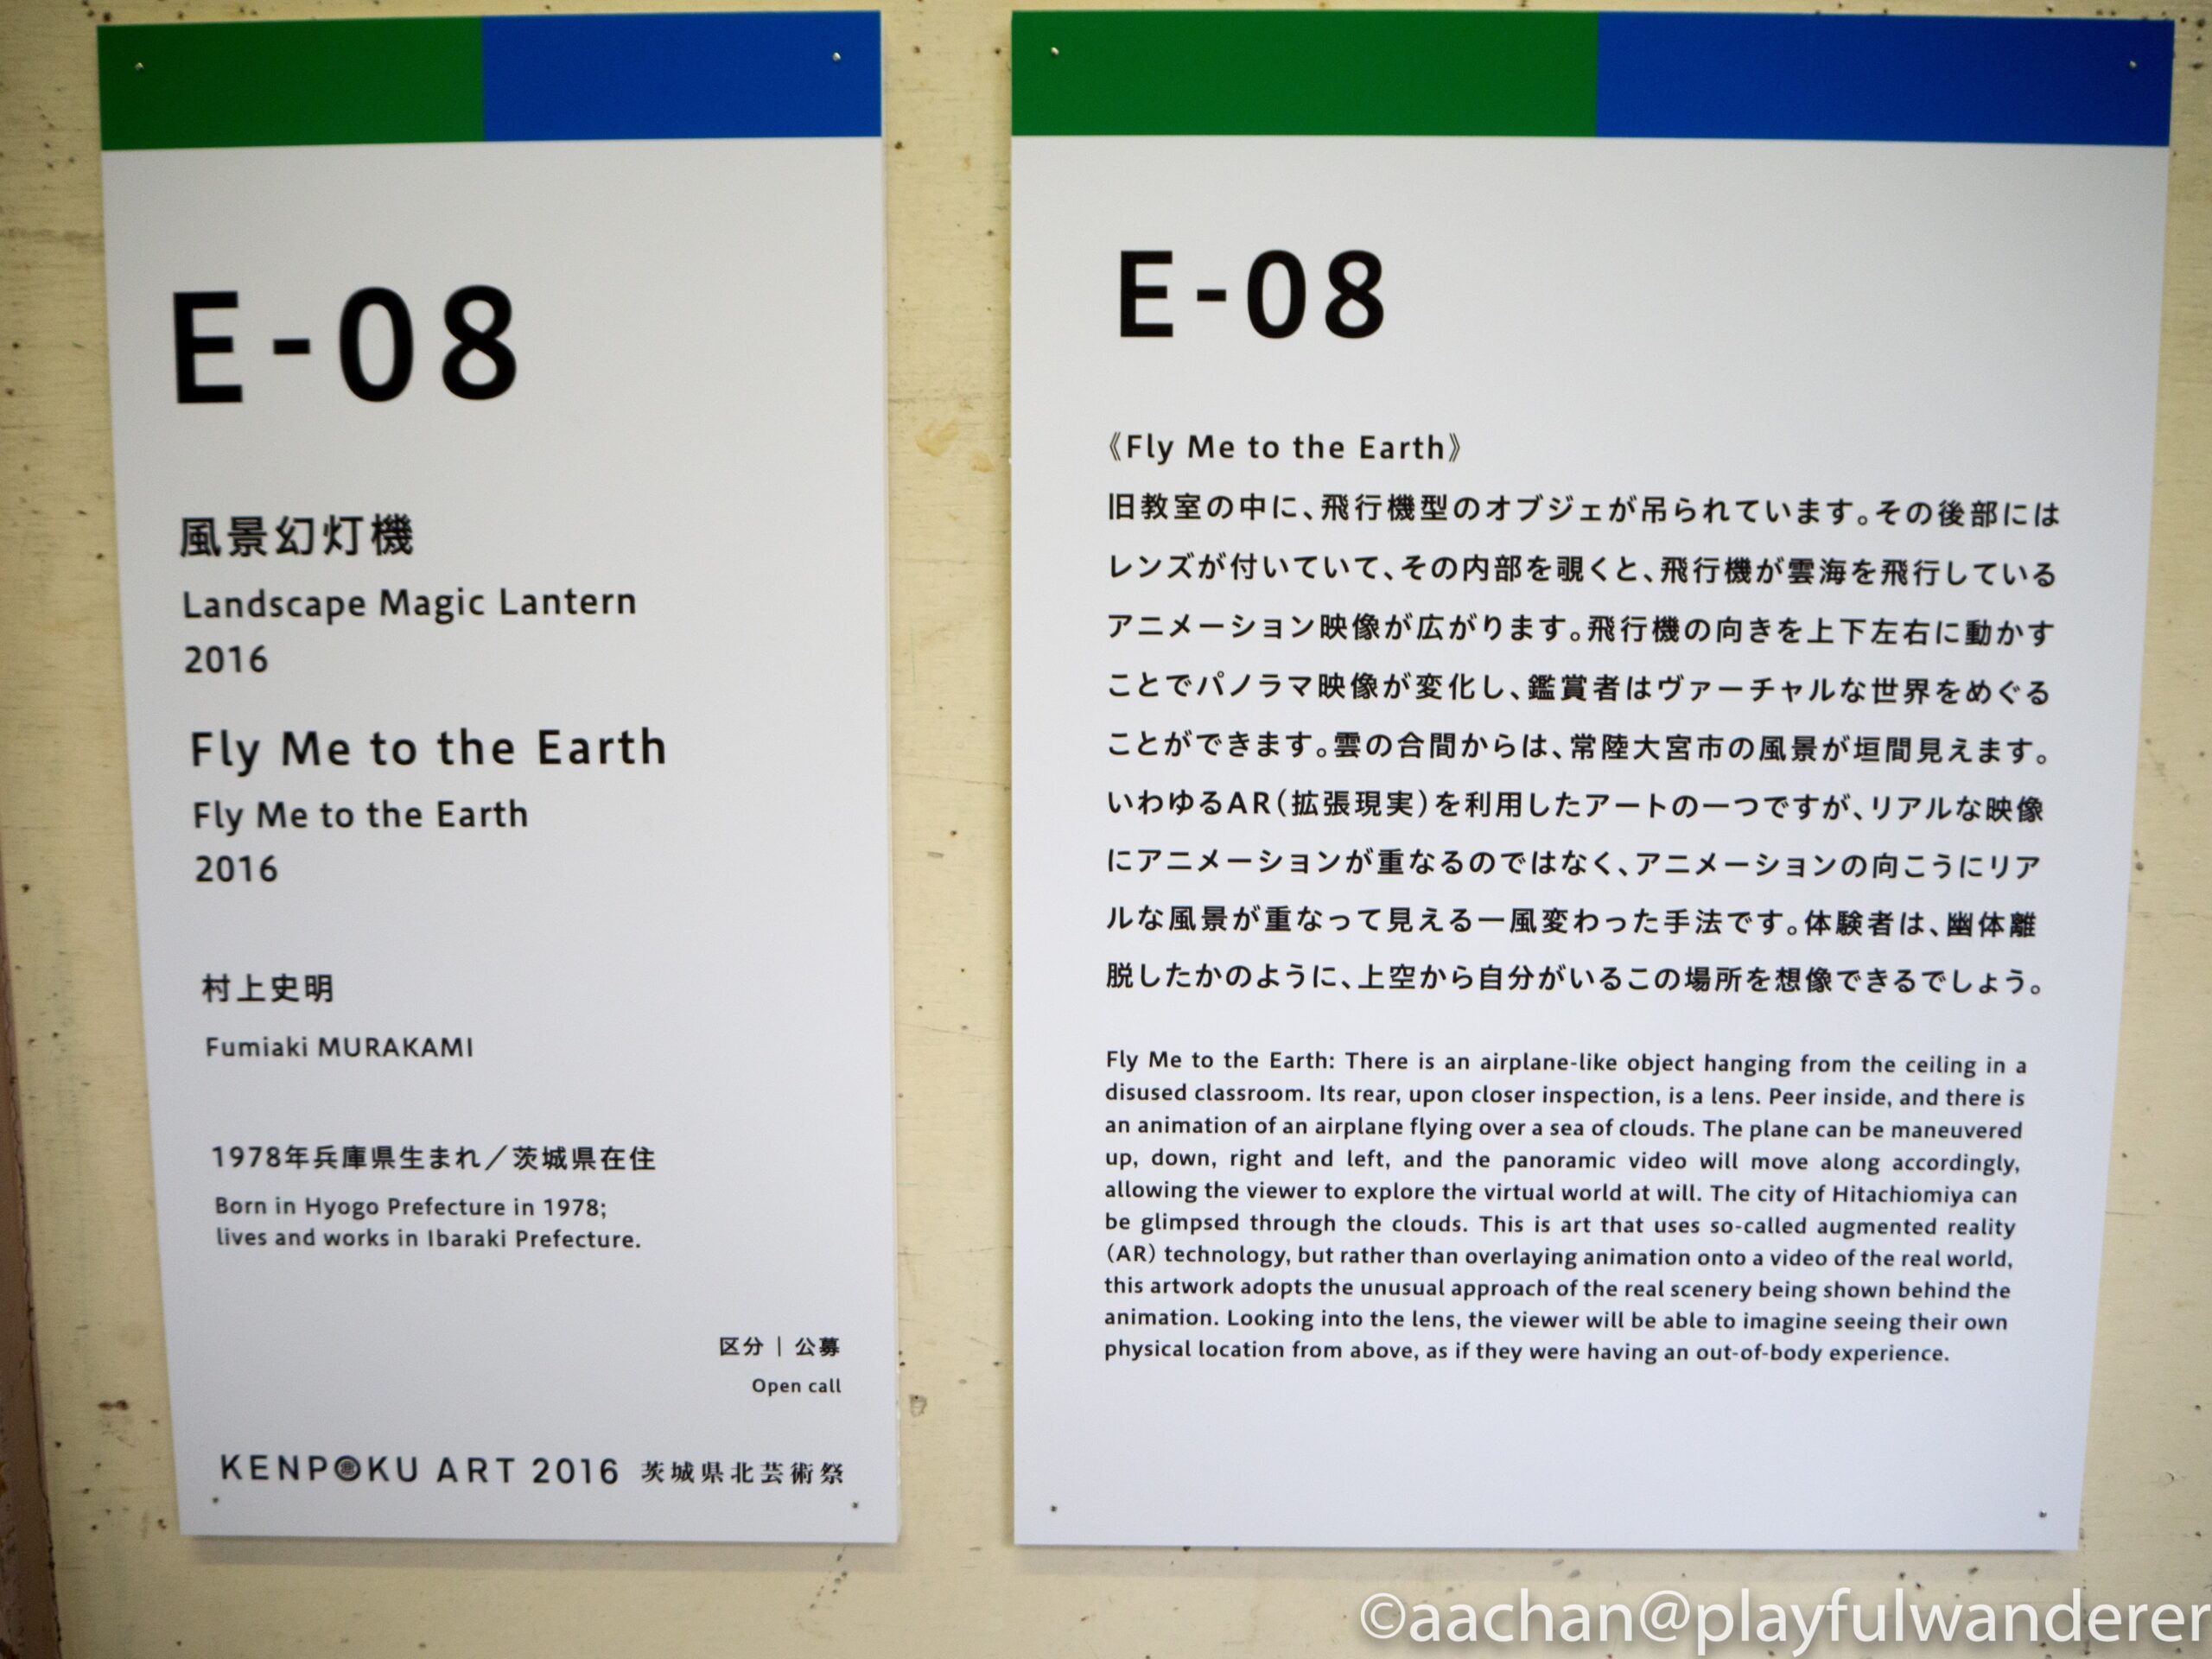 E-08
風景幻灯機
Landscape Magic Lantern
2016
Fly Me to the Earth
Fly Me to the Earth
2016
村上史明
Fumiaki MURAKAMI
1978年兵庫県生まれ／茨城県在住
Born in Hyogo Prefecture in 1978;
lives and works in Ibaraki Prefecture.
区分｜公募
Open call
KENPOKU ART 2016 茨城県北芸術祭
E-08
《Fly Me to the Earth》
旧教室の中に、飛行機型のオブジェが吊られています。その後部には
レンズが付いていて、その内部を覗くと、飛行機が雲海を飛行している
アニメーション映像が広がります。飛行機の向きを上下左右に動かす
ことでパノラマ映像が変化し、鑑賞者はヴァーチャルな世界をめぐる
ことができます。雲の合間からは、常陸大宮市の風景が垣間見えます。
いわゆるAR（拡張現実）を利用したアートの一つですが、リアルな映像
にアニメーションが重なるのではなく、アニメーションの向こうにリア
ルな風景が重なって見える一風変わった手法です。体験者は、幽体離
脱したかのように、上空から自分がいるこの場所を想像できるでしょう。
Fly Me to the Earth: There is an airplane-like object hanging from the ceiling in a
disused classroom. Its rear, upon closer inspection, is a lens. Peer inside, and there is
an animation of an airplane flying over a sea of clouds. The plane can be maneuvered
up, down, right and left, and the panoramic video will move along accordingly,
allowing the viewer to explore the virtual world at will. The city of Hitachiomiya can
be glimpsed through the clouds. This is art that uses so-called augmented reality
（AR）technology, but rather than overlaying animation onto a video of the real world,
this artwork adopts the unusual approach of the real scenery being shown behind the
animation. Looking into the lens, the viewer will be able to imagine seeing their own
physical location from above, as if they were having an out-of-body experience.
©aachan@playfulwanderer